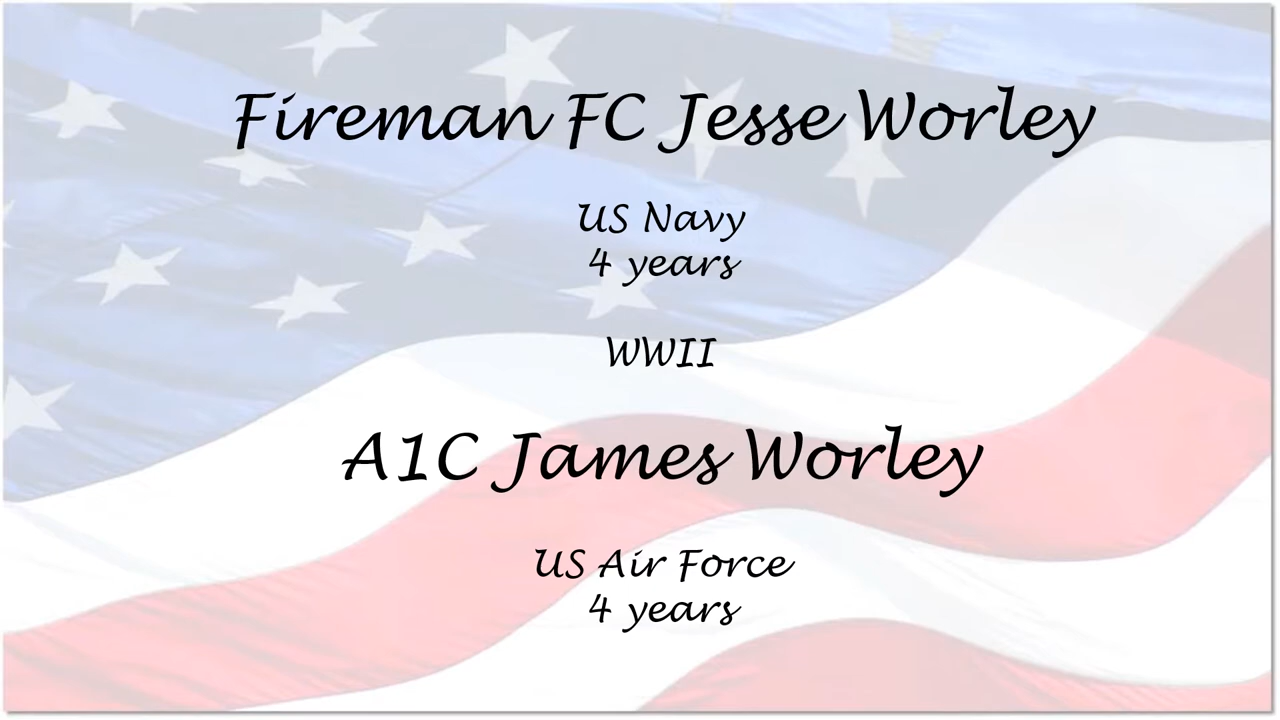 Fireman FC Jesse Worley
US Navy
4 years
WWII
A1C James Worley
US Air Force
4 years